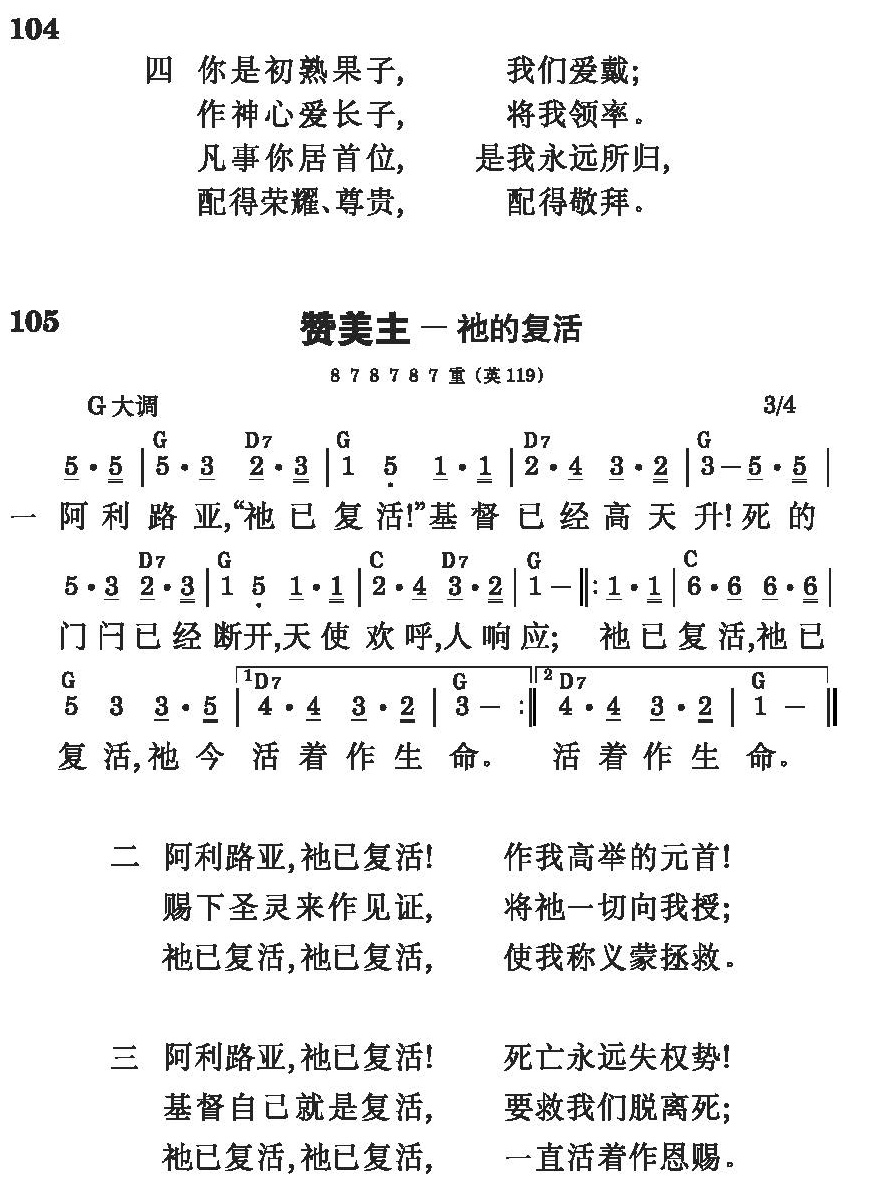 104
四 你是初熟果子, 我们爱戴;
作神心爱长子, 将我领率。
凡事你居首位, 是我永远所归,
配得荣耀、尊贵, 配得敬拜。
105 赞美主 — 祂的复活
8 7 8 7 8 7 重 (英119)
G大调 3/4
G D7 G D7 G
5·5 | 5·3 2·3 | 1 5̣ 1·1 | 2·4 3·2 | 3 – 5·5 |
一 阿利路亚,“祂已复活!”基督已经高天升!死的
D7 G C D7 G C
5·3 2·3 | 1 5̣ 1·1 | 2·4 3·2 | 1 – ‖: 1·1 | 6·6 6·6 |
门闩已经断开,天使欢呼,人响应; 祂已复活,祂已
G 1 D7 G 2 D7 G
5 3 3·5 | 4·4 3·2 | 3 – :‖ 4·4 3·2 | 1 – ‖
复活,祂今活着作生命。 活着作生命。
二 阿利路亚,祂已复活! 作我高举的元首!
赐下圣灵来作见证, 将祂一切向我授;
祂已复活,祂已复活, 使我称义蒙拯救。
三 阿利路亚,祂已复活! 死亡永远失权势!
基督自己就是复活, 要救我们脱离死;
祂已复活,祂已复活, 一直活着作恩赐。